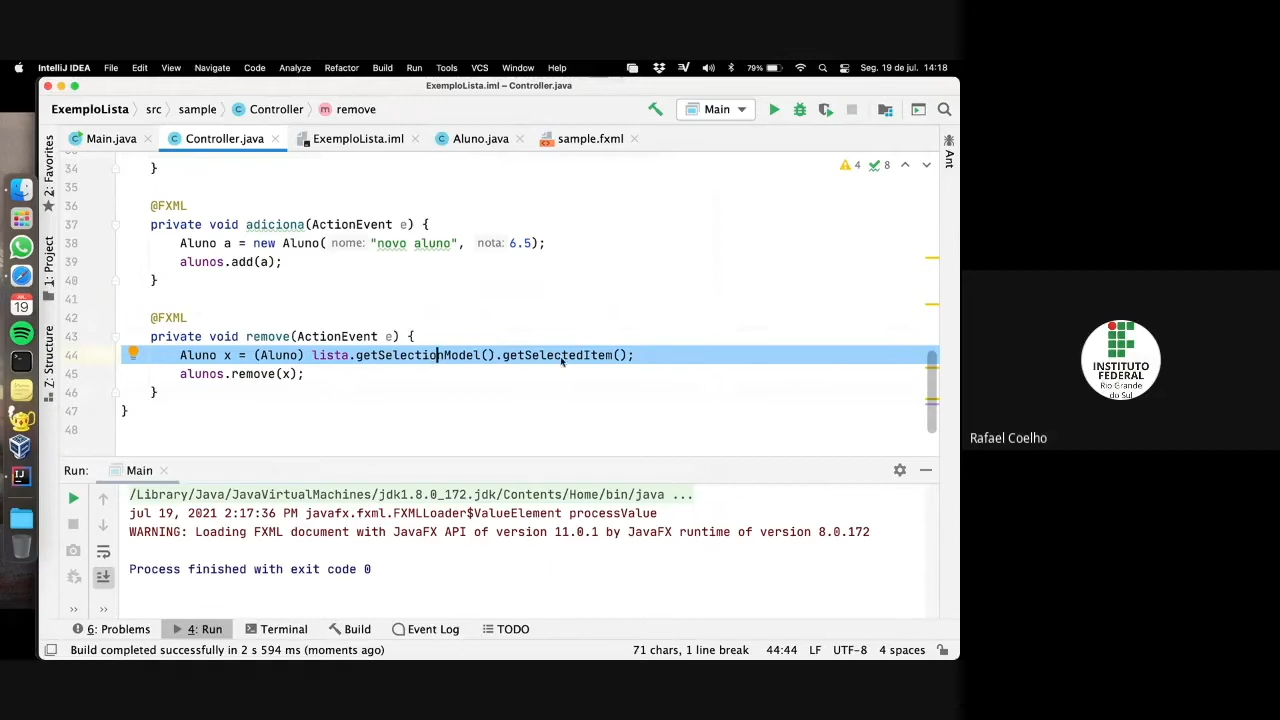 IntelliJ IDEA File Edit View Navigate Code Analyze Refactor Build Run Tools VCS Window Help 79% Seg. 19 de jul. 14:18
ExemploLista.iml – Controller.java
ExemploLista src sample Controller remove Main
Main.java Controller.java ExemploLista.iml Aluno.java sample.fxml
34 }
4 8
35
36 @FXML
37 private void adiciona(ActionEvent e) {
38 Aluno a = new Aluno( nome: "novo aluno", nota: 6.5);
39 alunos.add(a);
40 }
41
42 @FXML
43 private void remove(ActionEvent e) {
44 Aluno x = (Aluno) lista.getSelectionModel().getSelectedItem();
45 alunos.remove(x);
46 }
47 }
48
2: Favorites
1: Project
Z: Structure
Ant
JUL
19
Run: Main
/Library/Java/JavaVirtualMachines/jdk1.8.0_172.jdk/Contents/Home/bin/java ...
jul 19, 2021 2:17:36 PM javafx.fxml.FXMLLoader$ValueElement processValue
WARNING: Loading FXML document with JavaFX API of version 11.0.1 by JavaFX runtime of version 8.0.172
Process finished with exit code 0
6: Problems 4: Run Terminal Build Event Log TODO
Build completed successfully in 2 s 594 ms (moments ago) 71 chars, 1 line break 44:44 LF UTF-8 4 spaces
INSTITUTO
FEDERAL
Rio Grande
do Sul
Rafael Coelho